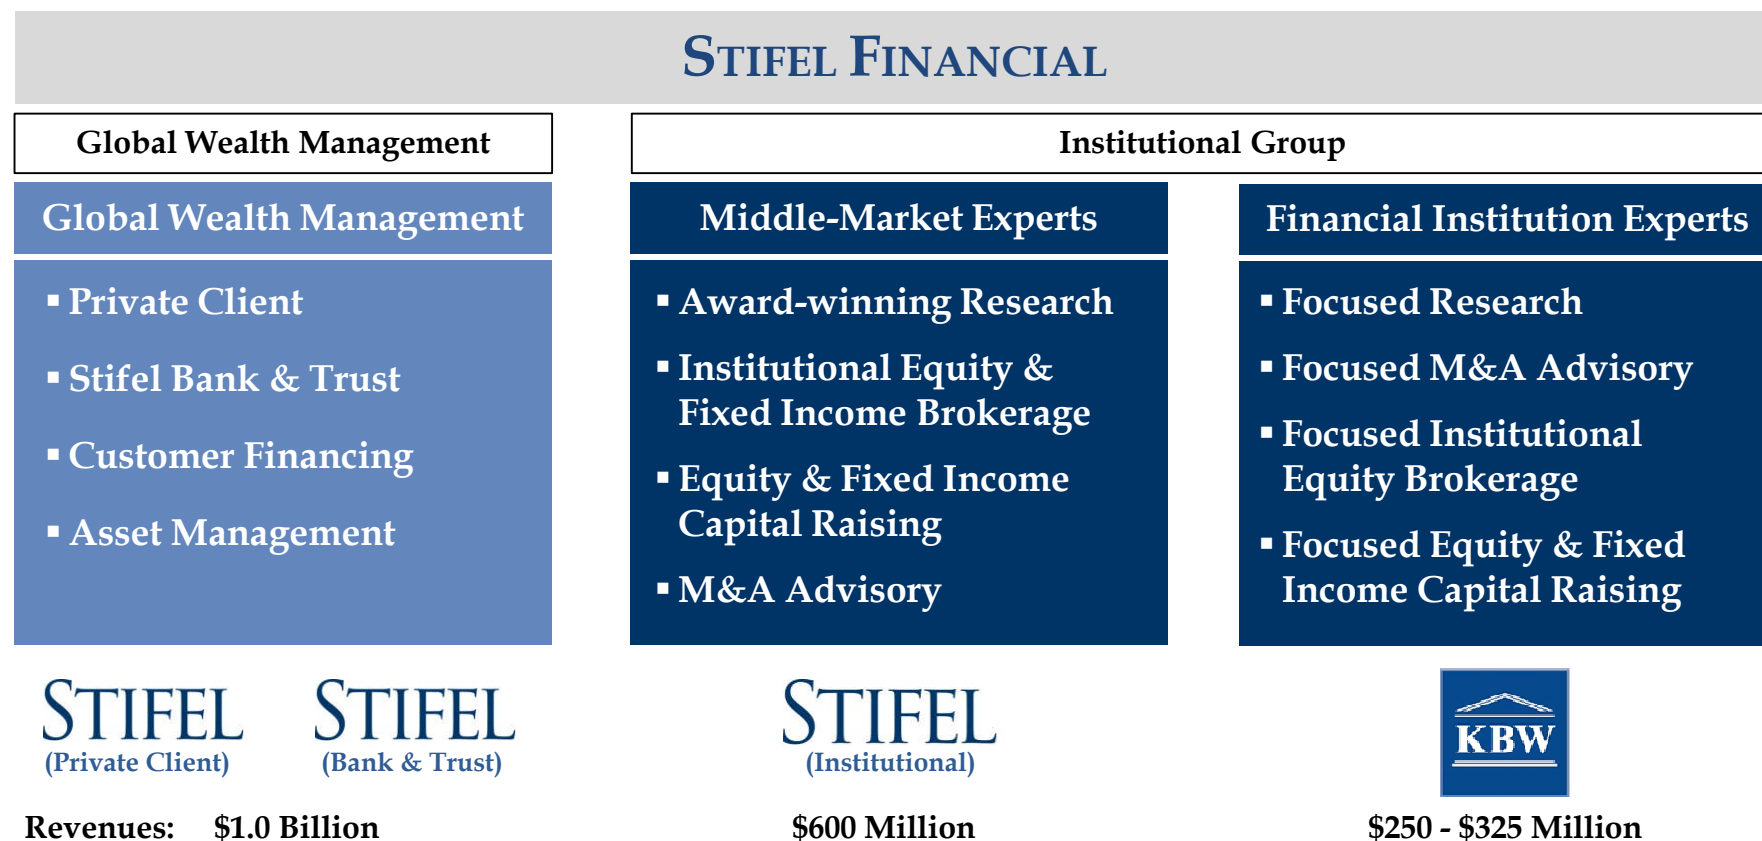 STIFEL FINANCIAL
Global Wealth Management
Institutional Group
Global Wealth Management
▪ Private Client
▪ Stifel Bank & Trust
▪ Customer Financing
▪ Asset Management
Middle-Market Experts
▪ Award-winning Research
▪ Institutional Equity &
Fixed Income Brokerage
▪ Equity & Fixed Income
Capital Raising
▪ M&A Advisory
Financial Institution Experts
▪ Focused Research
▪ Focused M&A Advisory
▪ Focused Institutional
Equity Brokerage
▪ Focused Equity & Fixed
Income Capital Raising
STIFEL
(Private Client)
STIFEL
(Bank & Trust)
STIFEL
(Institutional)
KBW
Revenues: $1.0 Billion
$600 Million
$250 - $325 Million